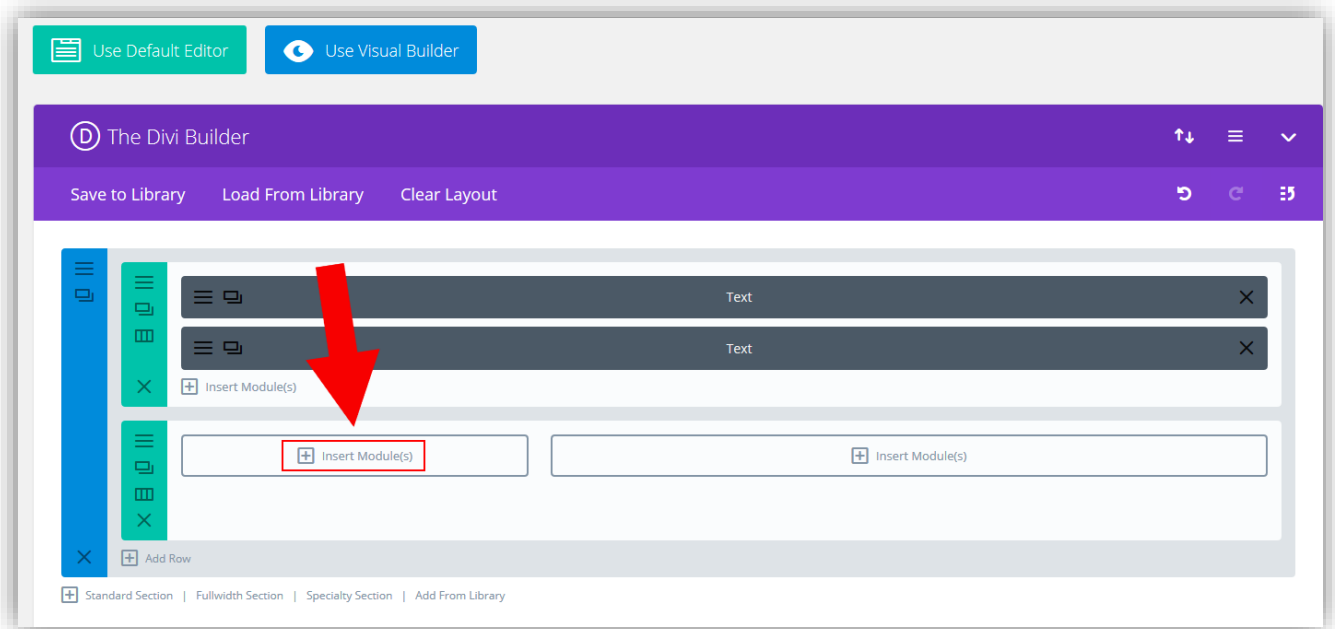 Use Default Editor Use Visual Builder
D The Divi Builder
Save to Library Load From Library Clear Layout
Text
Text
Insert Module(s)
Insert Module(s) Insert Module(s)
Add Row
Standard Section | Fullwidth Section | Specialty Section | Add From Library